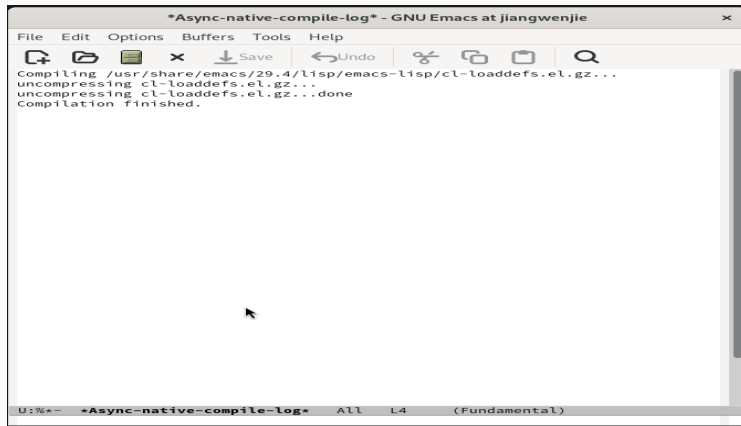 *Async-native-compile-log* - GNU Emacs at jiangwenjie
File Edit Options Buffers Tools Help
Save Undo
Compiling /usr/share/emacs/29.4/lisp/emacs-lisp/cl-loaddefs.el.gz...
uncompressing cl-loaddefs.el.gz...
uncompressing cl-loaddefs.el.gz...done
Compilation finished.
U:%*- *Async-native-compile-log* All L4 (Fundamental)